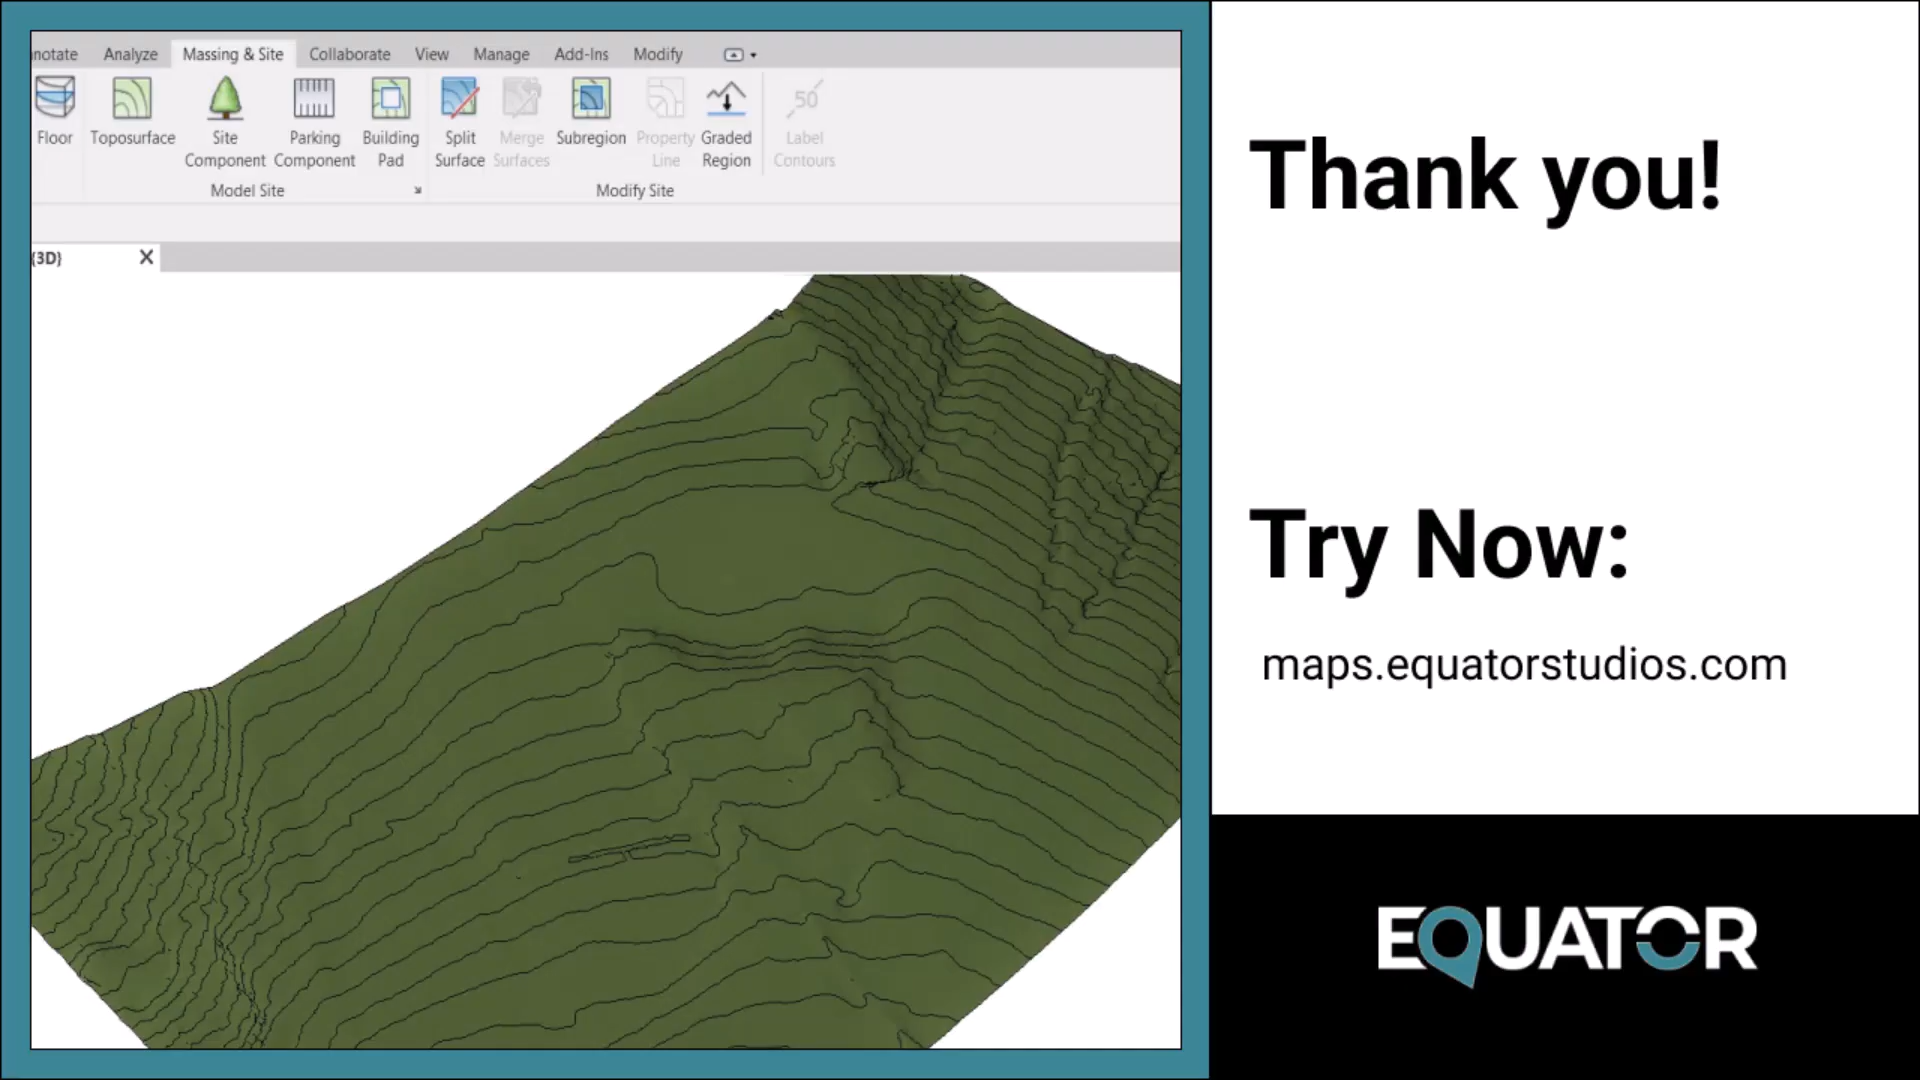 nnotate Analyze Massing & Site Collaborate View Manage Add-Ins Modify
Floor Toposurface Site Component Parking Component Building Pad Split Surface Merge Surfaces Subregion Property Line Graded Region 50 Label Contours
Model Site Modify Site
{3D} X
Thank you!
Try Now:
maps.equatorstudios.com
EQUATOR